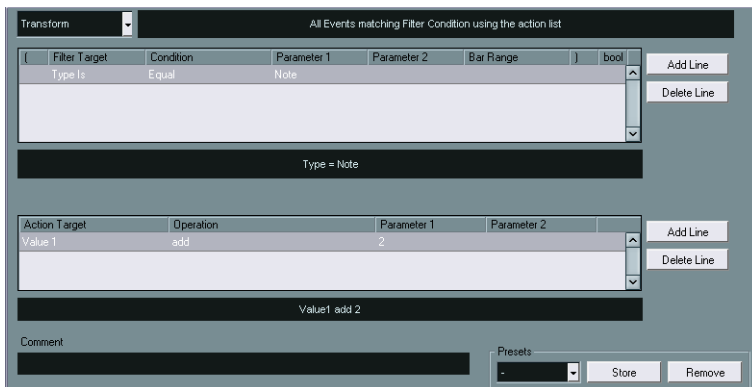 Transform All Events matching Filter Condition using the action list
( Filter Target Condition Parameter 1 Parameter 2 Bar Range ) bool
Add Line
Type Is Equal Note
Delete Line
Type = Note
Action Target Operation Parameter 1 Parameter 2
Add Line
Value 1 add 2
Delete Line
Value1 add 2
Comment
Presets
- Store Remove